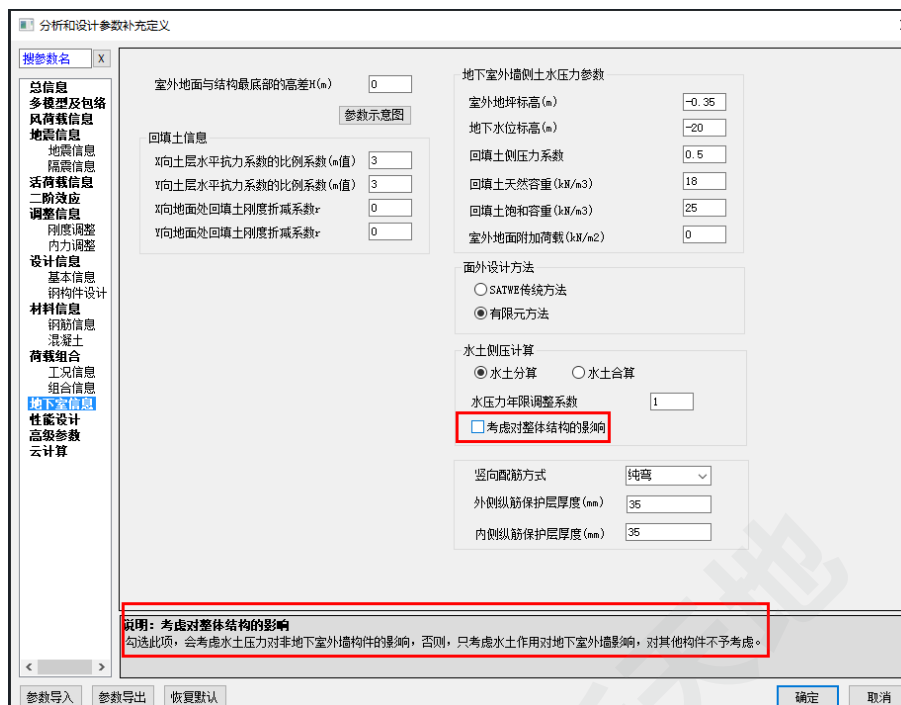 分析和设计参数补充定义
搜参数名 X
总信息
多模型及包络
风荷载信息
地震信息
地震信息
隔震信息
活荷载信息
二阶效应
调整信息
刚度调整
内力调整
设计信息
基本信息
钢构件设计
材料信息
钢筋信息
混凝土
荷载组合
工况信息
组合信息
地下室信息
性能设计
高级参数
云计算
室外地面与结构最底部的高差H(m) 0
参数示意图
回填土信息
X向土层水平抗力系数的比例系数(m值) 3
Y向土层水平抗力系数的比例系数(m值) 3
X向地面处回填土刚度折减系数r 0
Y向地面处回填土刚度折减系数r 0
地下室外墙侧土水压力参数
室外地坪标高(m) -0.35
地下水位标高(m) -20
回填土侧压力系数 0.5
回填土天然容重(kN/m3) 18
回填土饱和容重(kN/m3) 25
室外地面附加荷载(kN/m2) 0
面外设计方法
SATWE传统方法
有限元方法
水土侧压计算
水土分算 水土合算
水压力年限调整系数 1
考虑对整体结构的影响
竖向配筋方式 纯弯
外侧纵筋保护层厚度(mm) 35
内侧纵筋保护层厚度(mm) 35
说明：考虑对整体结构的影响
勾选此项，会考虑水土压力对非地下室外墙构件的影响，否则，只考虑水土作用对地下室外墙影响，对其他构件不予考虑。
参数导入 参数导出 恢复默认 确定 取消